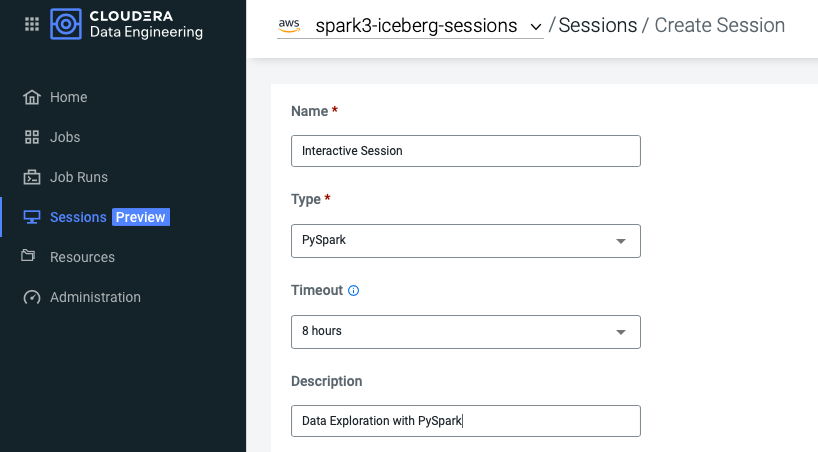 CLOUDERA
Data Engineering
Home
Jobs
Job Runs
Sessions Preview
Resources
Administration
aws spark3-iceberg-sessions / Sessions / Create Session
Name *
Interactive Session
Type *
PySpark
Timeout
8 hours
Description
Data Exploration with PySpark